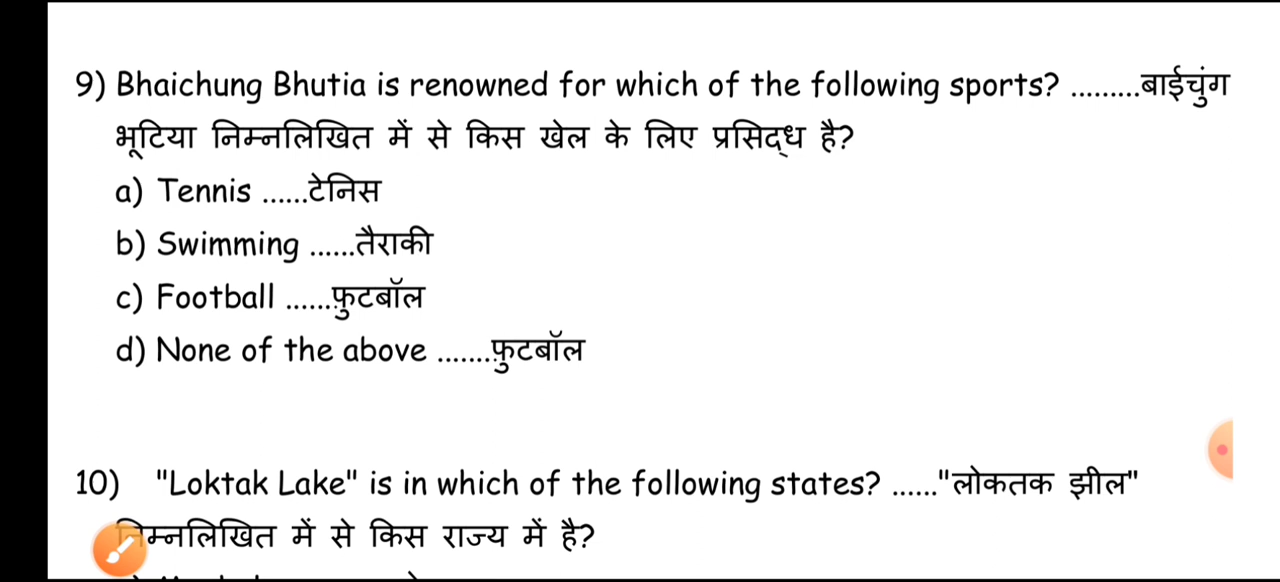 9) Bhaichung Bhutia is renowned for which of the following sports? .........बाईचुंग
भूटिया निम्नलिखित में से किस खेल के लिए प्रसिद्ध है?
a) Tennis ......टेनिस
b) Swimming ......तैराकी
c) Football ......फ़ुटबॉल
d) None of the above .......फ़ुटबॉल
10) "Loktak Lake" is in which of the following states? ......"लोकतक झील"
निम्नलिखित में से किस राज्य में है?